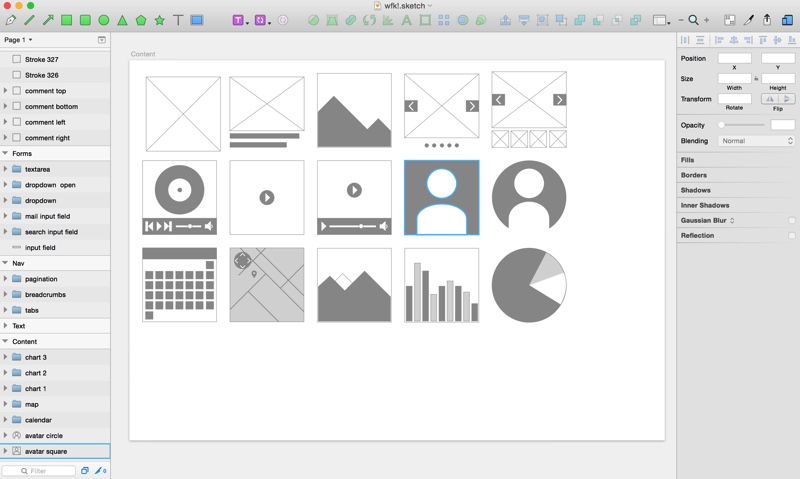 wfk!.sketch
Page 1
Content
Stroke 327
Stroke 326
comment top
comment bottom
comment left
comment right
Forms
textarea
dropdown open
dropdown
mail input field
search input field
input field
Nav
pagination
breadcrumbs
tabs
Text
Content
chart 3
chart 2
chart 1
map
calendar
avatar circle
avatar square
Filter
Position
X Y
Size
Width Height
Transform
Rotate Flip
Opacity
Blending Normal
Fills
Borders
Shadows
Inner Shadows
Gaussian Blur
Reflection